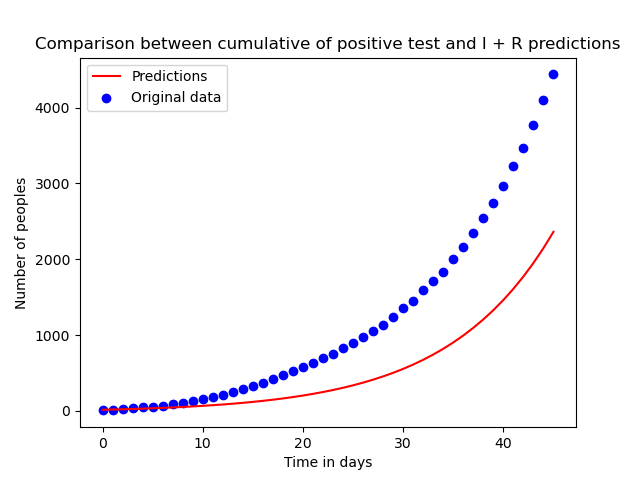 Comparison between cumulative of positive test and I + R predictions
Predictions
Original data
Number of peoples
4000
3000
2000
1000
0
0 10 20 30 40
Time in days